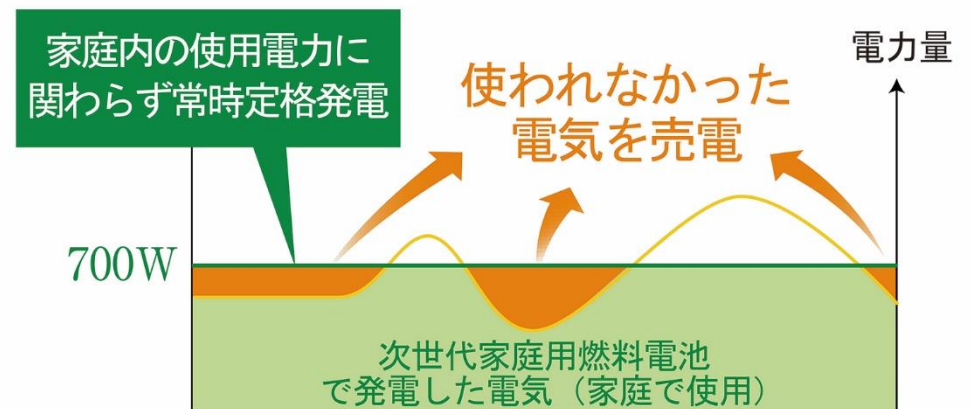 家庭内の使用電力に
関わらず常時定格発電
使われなかった
電気を売電
電力量
700W
次世代家庭用燃料電池
で発電した電気（家庭で使用）